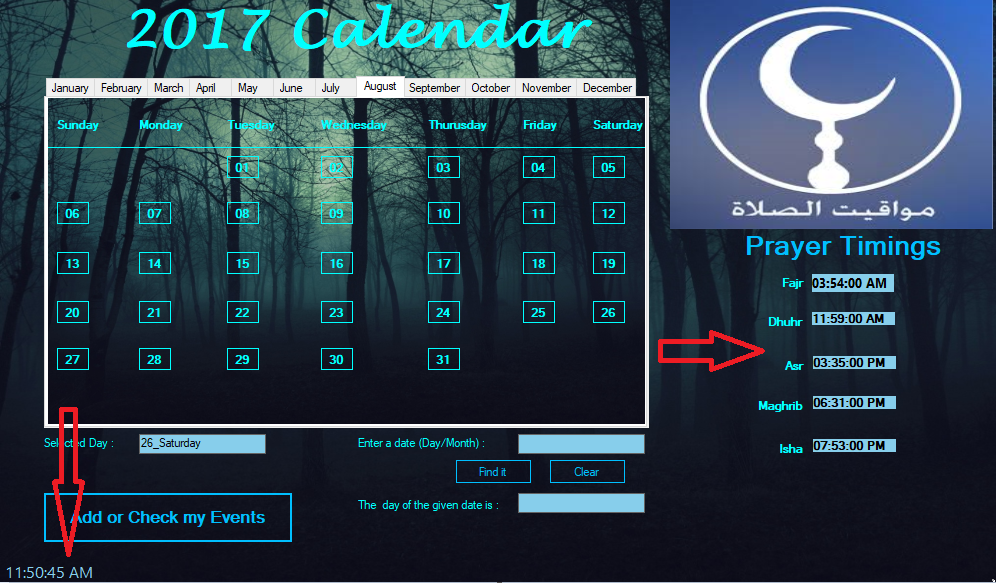 2017 Calendar
January February March April May June July August September October November December
Sunday Monday Tuesday Wednesday Thurusday Friday Saturday
01 02 03 04 05
06 07 08 09 10 11 12
13 14 15 16 17 18 19
20 21 22 23 24 25 26
27 28 29 30 31
Selected Day : 26_Saturday
Enter a date (Day/Month) :
Find it Clear
The day of the given date is :
Add or Check my Events
11:50:45 AM
مواقيت الصلاة
Prayer Timings
Fajr 03:54:00 AM
Dhuhr 11:59:00 AM
Asr 03:35:00 PM
Maghrib 06:31:00 PM
Isha 07:53:00 PM